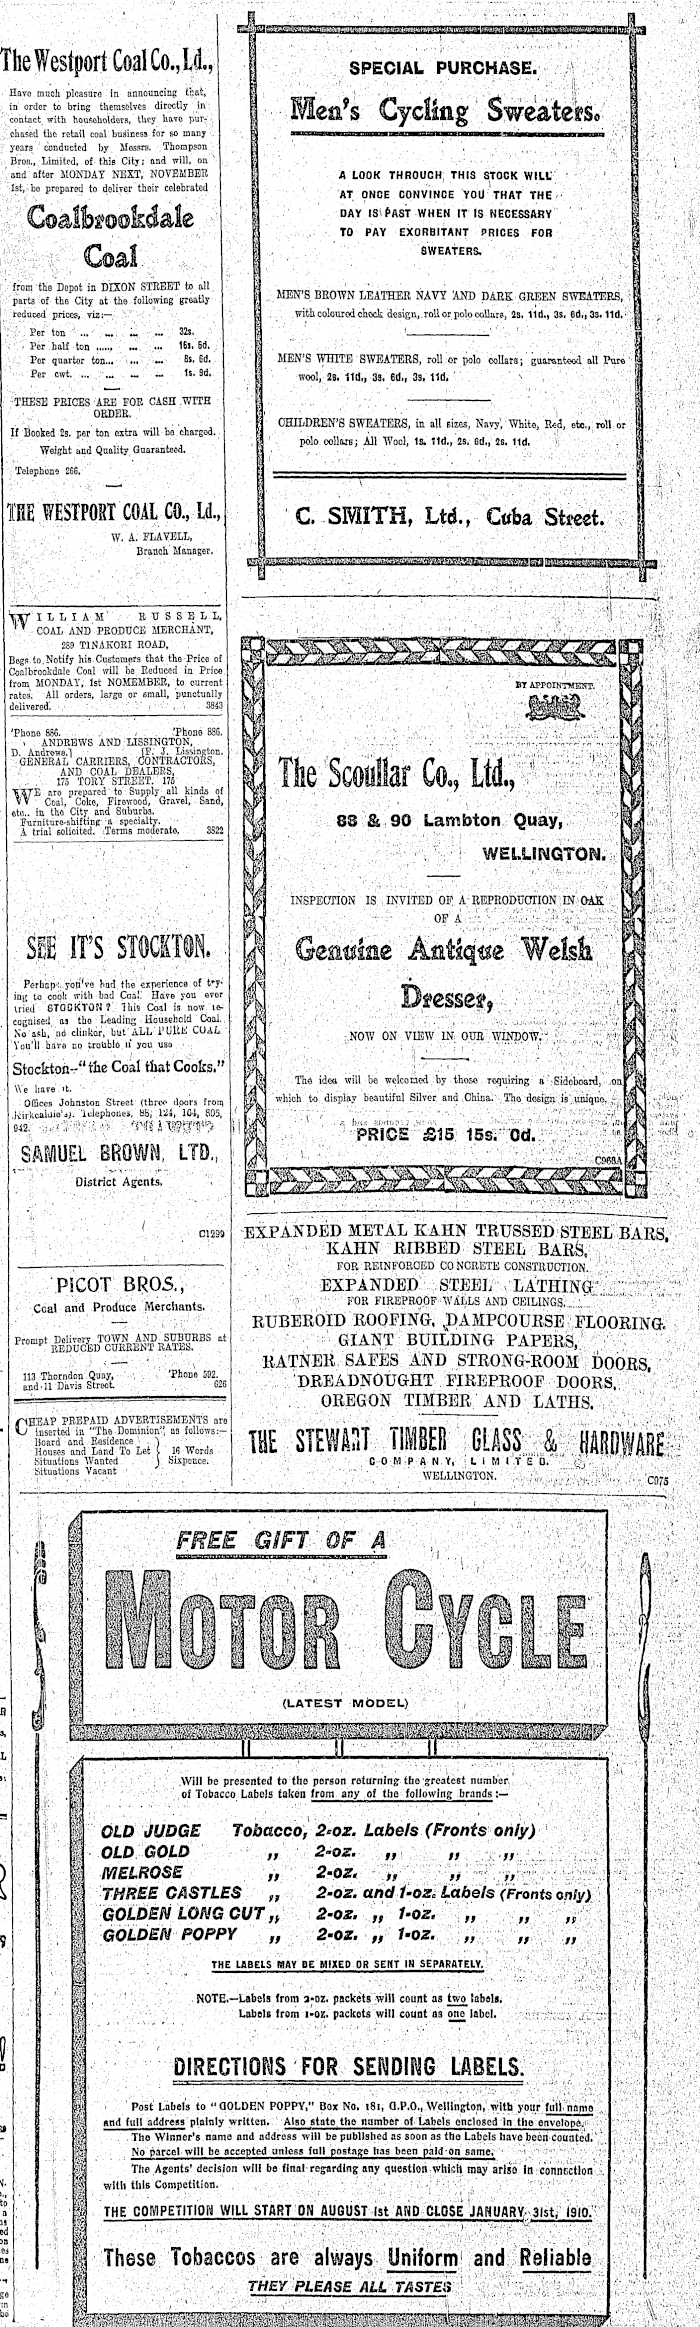 The Westport Coal Co., Ld.,
Have much pleasure in announcing that,
in order to bring themselves directly in
contact with householders, they have pur-
chased the retail coal business for so many
years conducted by Messrs. Thompson
Bros., Limited, of this City; and will, on
and after MONDAY NEXT, NOVEMBER
1st, be prepared to deliver their celebrated
Coalbrookdale
Coal
from the Depot in DIXON STREET to all
parts of the City at the following greatly
reduced prices, viz:—
Per ton ... ... ... ... 32s.
Per half ton ...... ... ... 16s. 6d.
Per quarter ton... ... ... 8s. 6d.
Per cwt. ... ... ... ... 1s. 9d.
THESE PRICES ARE FOR CASH WITH
ORDER.
If Booked 2s. per ton extra will be charged.
Weight and Quality Guaranteed.
Telephone 266.
THE WESTPORT COAL CO., Ld.,
W. A. FLAVELL,
Branch Manager.
WILLIAM RUSSELL,
COAL AND PRODUCE MERCHANT,
289 TINAKORI ROAD,
Begs to Notify his Customers that the Price of
Coalbrookdale Coal will be Reduced in Price
from MONDAY, 1st NOMEMBER, to current
rates. All orders, large or small, punctually
delivered. 3843
'Phone 886. 'Phone 886.
ANDREWS AND LISSINGTON,
D. Andrews.] [F. J. Lissington.
GENERAL CARRIERS, CONTRACTORS,
AND COAL DEALERS,
175 TORY STREET. 175
WE are prepared to Supply all kinds of
Coal, Coke, Firewood, Gravel, Sand,
etc., in the City and Suburbs.
Furniture-shifting a specialty.
A trial solicited. Terms moderate. 3822
SEE IT'S STOCKTON.
Perhaps you've had the experience of try-
ing to cook with bad Coal. Have you ever
tried STOCKTON? This Coal is now re-
cognised as the Leading Household Coal.
No ash, no clinker, but ALL PURE COAL
You'll have no trouble if you use
Stockton--"the Coal that Cooks."
We have it.
Offices Johnston Street (three doors from
Kirkcaldie's). Telephones, 86, 124, 164, 895,
942.
SAMUEL BROWN, LTD.,
District Agents.
C1299
PICOT BROS.,
Coal and Produce Merchants.
Prompt Delivery TOWN AND SUBURBS at
REDUCED CURRENT RATES.
113 Thorndon Quay, 'Phone 502.
and 11 Davis Street. 626
CHEAP PREPAID ADVERTISEMENTS are
inserted in "The Dominion", as follows:—
Board and Residence
Houses and Land To Let } 16 Words
Situations Wanted } Sixpence.
Situations Vacant
SPECIAL PURCHASE.
Men's Cycling Sweaters.
A LOOK THROUGH THIS STOCK WILL
AT ONCE CONVINCE YOU THAT THE
DAY IS PAST WHEN IT IS NECESSARY
TO PAY EXORBITANT PRICES FOR
SWEATERS.
MEN'S BROWN LEATHER NAVY AND DARK GREEN SWEATERS,
with coloured check design, roll or polo collars, 2s. 11d., 3s. 6d., 3s. 11d.
MEN'S WHITE SWEATERS, roll or polo collars; guaranteed all Pure
wool, 2s. 11d., 3s. 6d., 3s. 11d.
CHILDREN'S SWEATERS, in all sizes, Navy, White, Red, etc., roll or
polo collars; All Wool, 1s. 11d., 2s. 6d., 2s. 11d.
C. SMITH, Ltd., Cuba Street.
BY APPOINTMENT.
The Scoullar Co., Ltd.,
88 & 90 Lambton Quay,
WELLINGTON.
INSPECTION IS INVITED OF A REPRODUCTION IN OAK
OF A
Genuine Antique Welsh
Dresser,
NOW ON VIEW IN OUR WINDOW.
The idea will be welcomed by those requiring a Sideboard, on
which to display beautiful Silver and China. The design is unique.
PRICE £15 15s. 0d.
C968A
EXPANDED METAL KAHN TRUSSED STEEL BARS,
KAHN RIBBED STEEL BARS,
FOR REINFORCED CONCRETE CONSTRUCTION.
EXPANDED STEEL LATHING
FOR FIREPROOF WALLS AND CEILINGS.
RUBEROID ROOFING, DAMPCOURSE FLOORING.
GIANT BUILDING PAPERS,
RATNER SAFES AND STRONG-ROOM DOORS,
DREADNOUGHT FIREPROOF DOORS,
OREGON TIMBER AND LATHS.
THE STEWART TIMBER GLASS & HARDWARE
COMPANY, LIMITED.
WELLINGTON. C975
FREE GIFT OF A
MOTOR CYCLE
(LATEST MODEL)
Will be presented to the person returning the greatest number
of Tobacco Labels taken from any of the following brands:—
OLD JUDGE Tobacco, 2-oz. Labels (Fronts only)
OLD GOLD ,, 2-oz. ,, ,, ,,
MELROSE ,, 2-oz. ,, ,, ,,
THREE CASTLES ,, 2-oz. and 1-oz. Labels (Fronts only)
GOLDEN LONG CUT ,, 2-oz. ,, 1-oz. ,, ,, ,,
GOLDEN POPPY ,, 2-oz. ,, 1-oz. ,, ,, ,,
THE LABELS MAY BE MIXED OR SENT IN SEPARATELY.
NOTE.—Labels from 2-oz. packets will count as two labels.
Labels from 1-oz. packets will count as one label.
DIRECTIONS FOR SENDING LABELS.
Post Labels to "GOLDEN POPPY," Box No. 181, G.P.O., Wellington, with your full name
and full address plainly written. Also state the number of Labels enclosed in the envelope.
The Winner's name and address will be published as soon as the Labels have been counted.
No parcel will be accepted unless full postage has been paid on same.
The Agents' decision will be final regarding any question which may arise in connection
with this Competition.
THE COMPETITION WILL START ON AUGUST 1st AND CLOSE JANUARY 31st, 1910.
These Tobaccos are always Uniform and Reliable
THEY PLEASE ALL TASTES